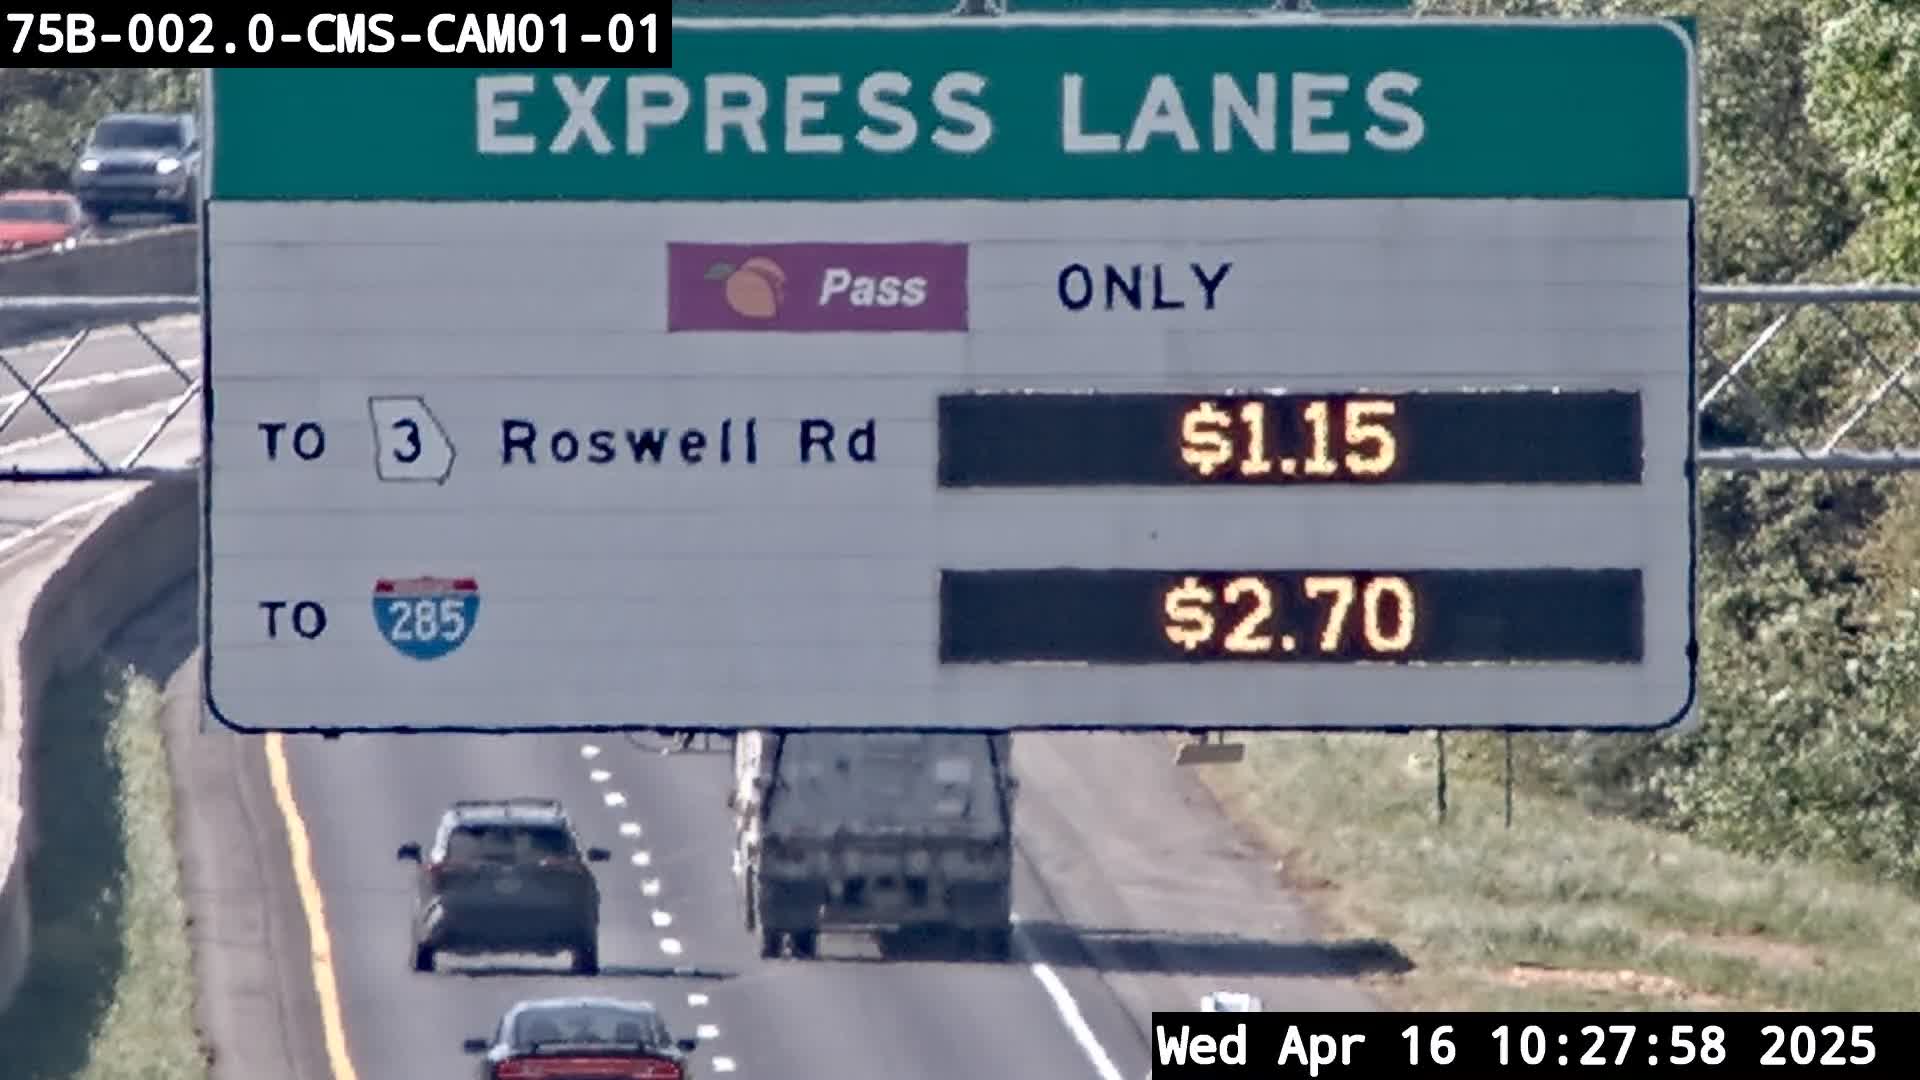 75B-002.0-CMS-CAM01-01
EXPRESS LANES
Pass ONLY
TO 3 Roswell Rd $1.15
TO 285 $2.70
Wed Apr 16 10:27:58 2025